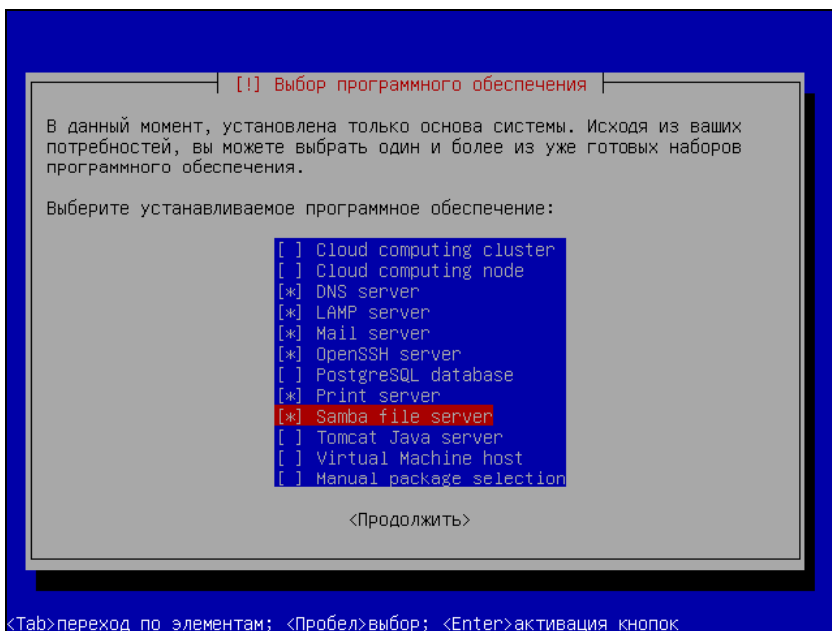 [!] Выбор программного обеспечения
В данный момент, установлена только основа системы. Исходя из ваших
потребностей, вы можете выбрать один и более из уже готовых наборов
программного обеспечения.
Выберите устанавливаемое программное обеспечение:
[ ] Cloud computing cluster
[ ] Cloud computing node
[*] DNS server
[*] LAMP server
[*] Mail server
[*] OpenSSH server
[ ] PostgreSQL database
[*] Print server
[*] Samba file server
[ ] Tomcat Java server
[ ] Virtual Machine host
[ ] Manual package selection
<Продолжить>
<Tab>переход по элементам; <Пробел>выбор; <Enter>активация кнопок